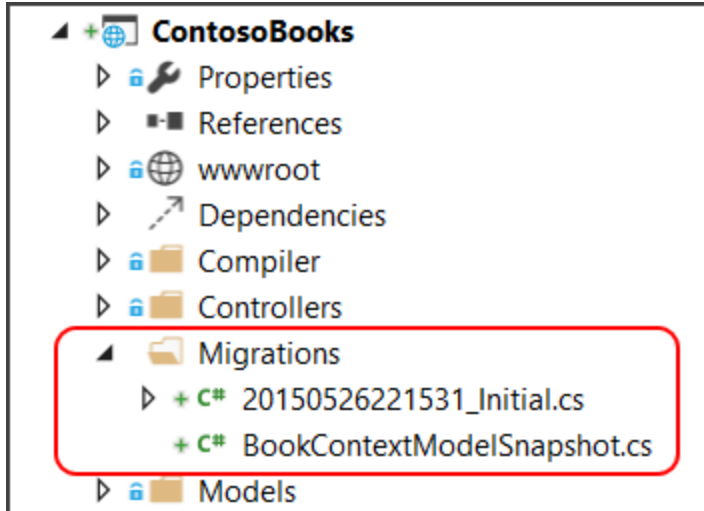 ContosoBooks
Properties
References
wwwroot
Dependencies
Compiler
Controllers
Migrations
C# 20150526221531_Initial.cs
C# BookContextModelSnapshot.cs
Models